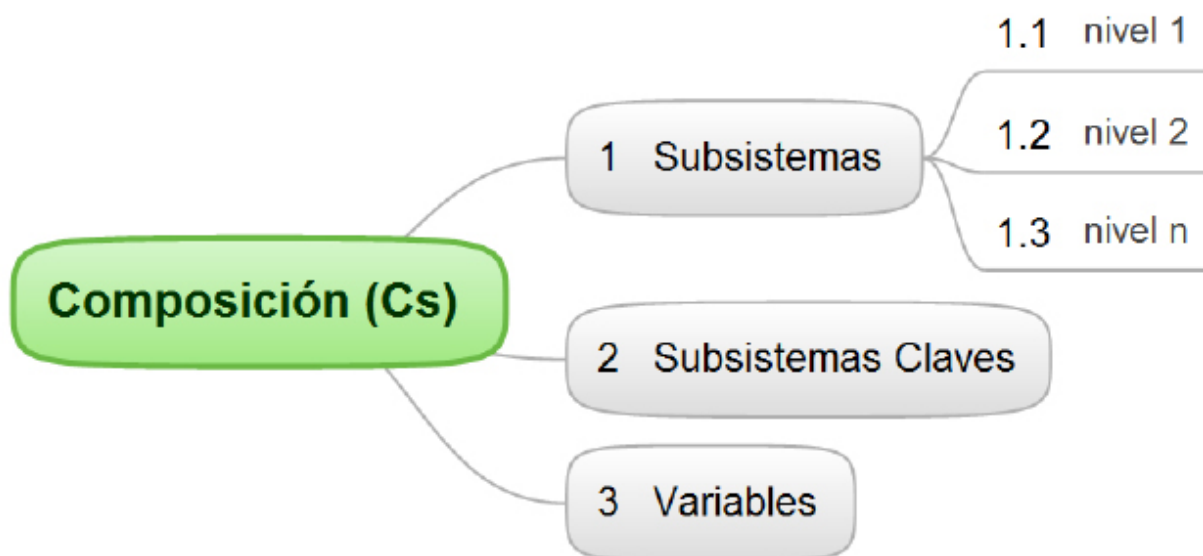 Composición (Cs)
1 Subsistemas
1.1 nivel 1
1.2 nivel 2
1.3 nivel n
2 Subsistemas Claves
3 Variables